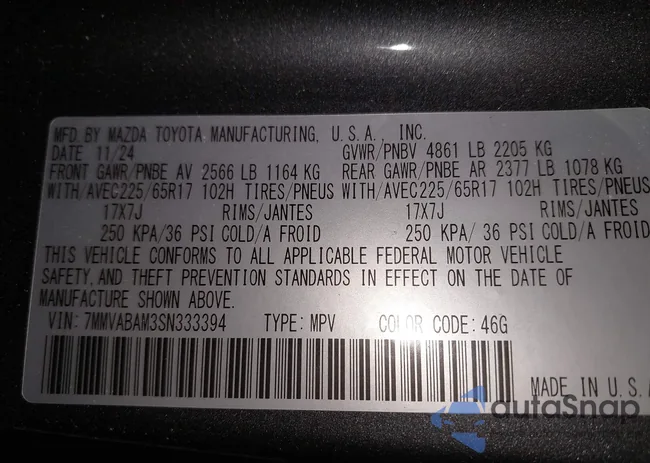 MFD. BY MAZDA TOYOTA MANUFACTURING, U.S.A., INC.
DATE 11/24 GVWR/PNBV 4861 LB 2205 KG
FRONT GAWR/PNBE AV 2566 LB 1164 KG REAR GAWR/PNBE AR 2377 LB 1078 KG
WITH/AVEC225/65R17 102H TIRES/PNEUS WITH/AVEC225/65R17 102H TIRES/PNEUS
17X7J RIMS/JANTES 17X7J RIMS/JANTES
250 KPA/36 PSI COLD/A FROID 250 KPA/ 36 PSI COLD/A FROID
THIS VEHICLE CONFORMS TO ALL APPLICABLE FEDERAL MOTOR VEHICLE
SAFETY, AND THEFT PREVENTION STANDARDS IN EFFECT ON THE DATE OF
MANUFACTURE SHOWN ABOVE.
VIN: 7MMVABAM3SN333394 TYPE: MPV COLOR CODE: 46G
MADE IN U.S.A
autoSnap